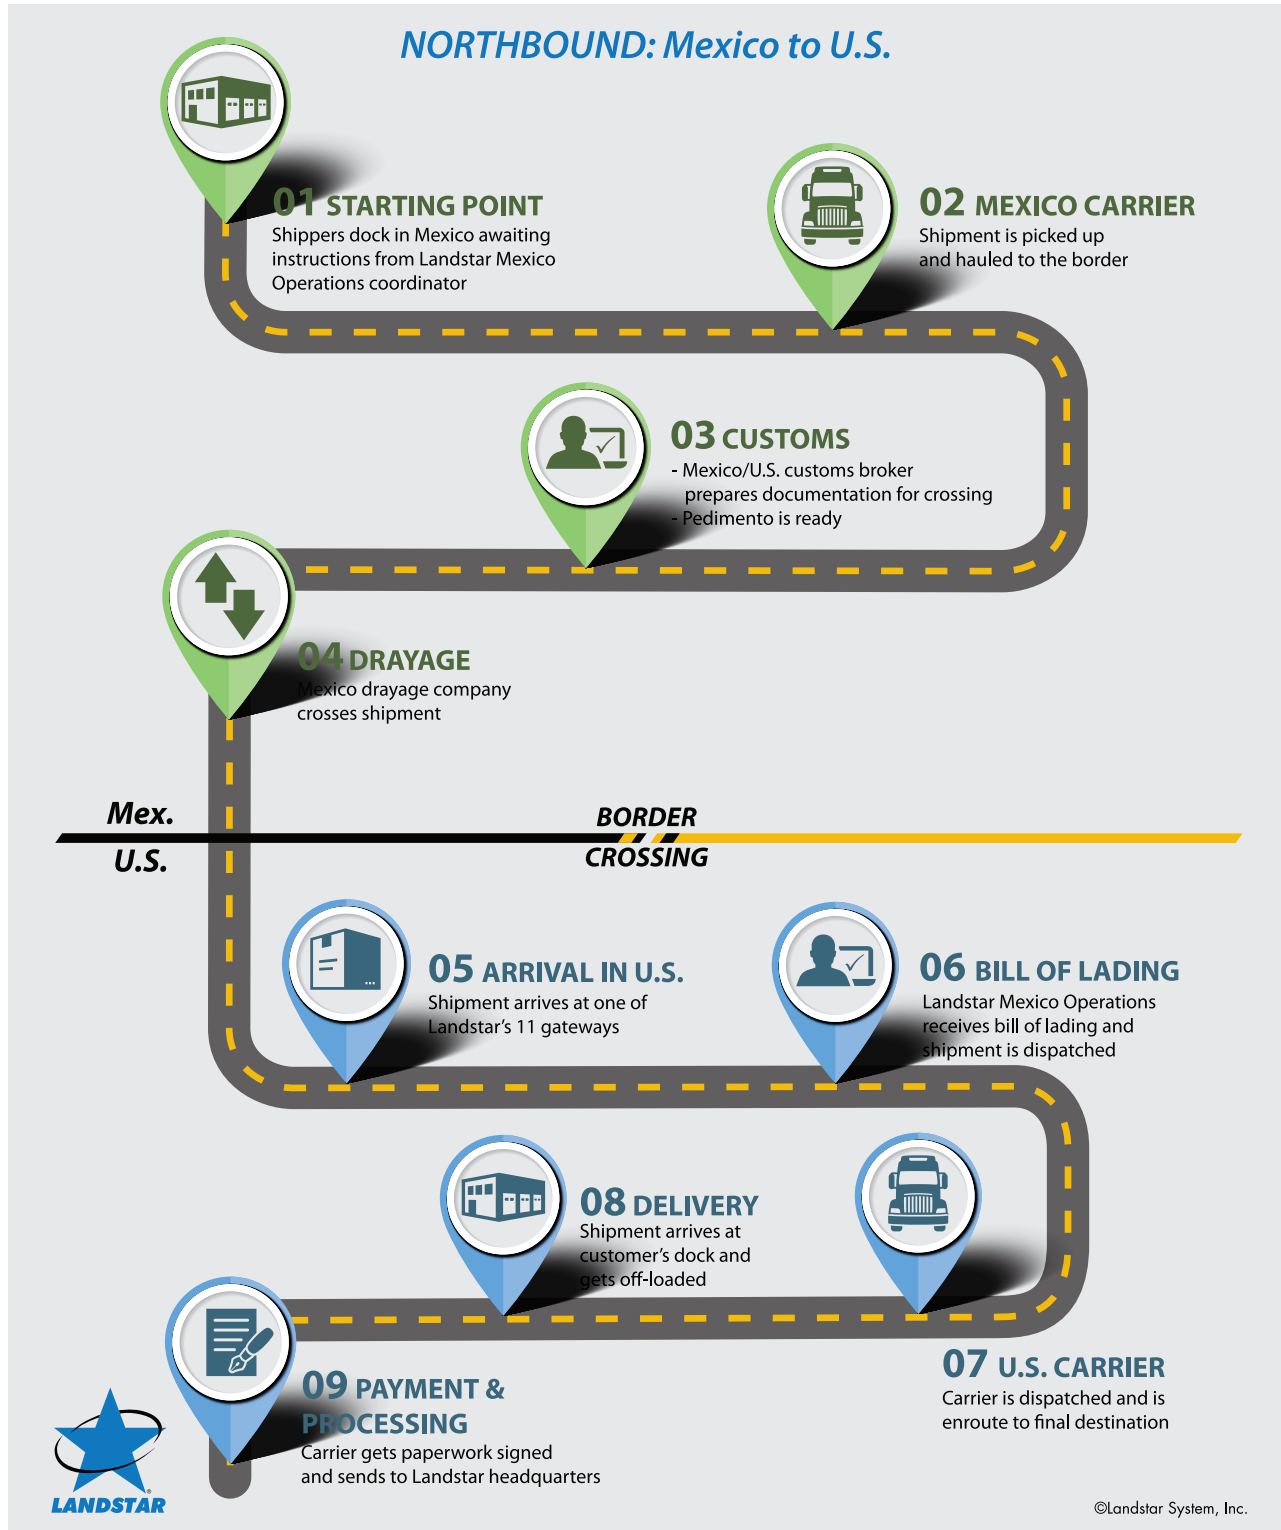 NORTHBOUND: Mexico to U.S.
01 STARTING POINT
Shippers dock in Mexico awaiting
instructions from Landstar Mexico
Operations coordinator
02 MEXICO CARRIER
Shipment is picked up
and hauled to the border
03 CUSTOMS
- Mexico/U.S. customs broker
prepares documentation for crossing
- Pedimento is ready
04 DRAYAGE
Mexico drayage company
crosses shipment
Mex.
U.S.
BORDER
CROSSING
05 ARRIVAL IN U.S.
Shipment arrives at one of
Landstar's 11 gateways
06 BILL OF LADING
Landstar Mexico Operations
receives bill of lading and
shipment is dispatched
07 U.S. CARRIER
Carrier is dispatched and is
enroute to final destination
08 DELIVERY
Shipment arrives at
customer's dock and
gets off-loaded
09 PAYMENT &
PROCESSING
Carrier gets paperwork signed
and sends to Landstar headquarters
LANDSTAR®
©Landstar System, Inc.